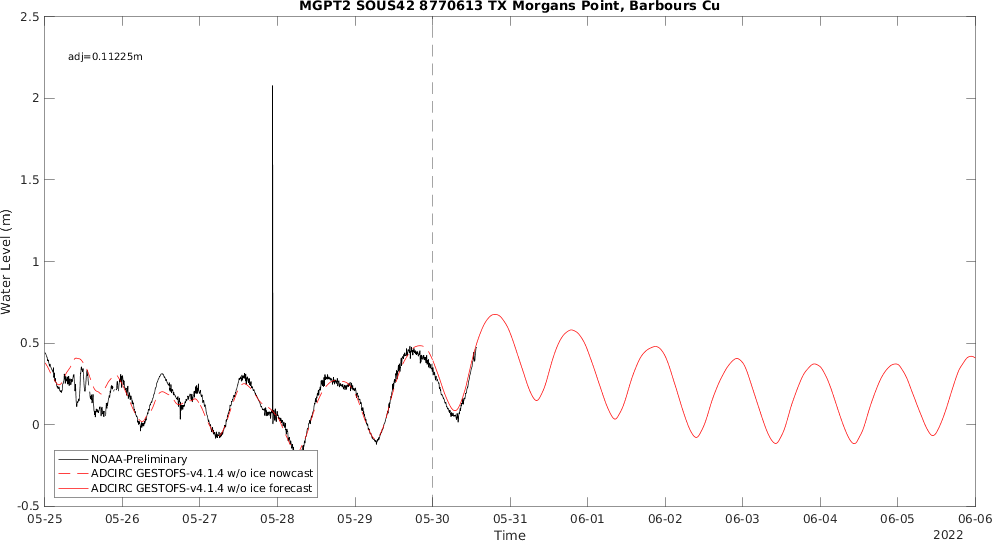 MGPT2 SOUS42 8770613 TX Morgans Point, Barbours Cu
adj=0.11225m
2.5
2
1.5
1
0.5
0
-0.5
Water Level (m)
NOAA-Preliminary
ADCIRC GESTOFS-v4.1.4 w/o ice nowcast
ADCIRC GESTOFS-v4.1.4 w/o ice forecast
05-25 05-26 05-27 05-28 05-29 05-30 05-31 06-01 06-02 06-03 06-04 06-05 06-06
Time
2022